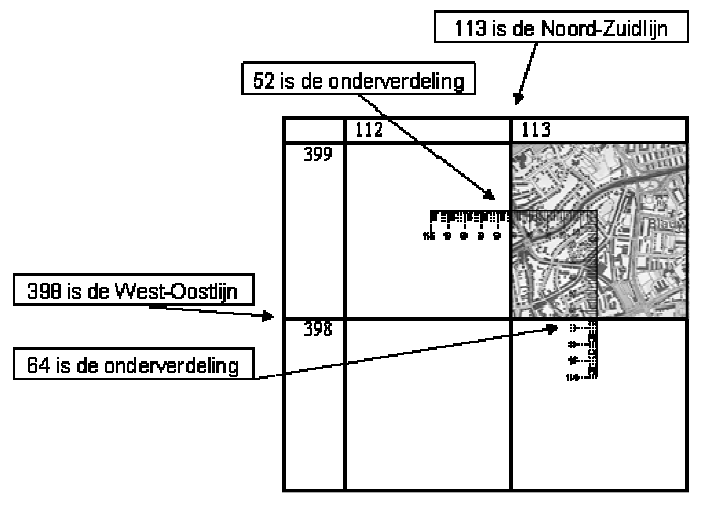 113 is de Noord-Zuidlijn
52 is de onderverdeling
112 113
399
398 is de West-Oostlijn
398
64 is de onderverdeling